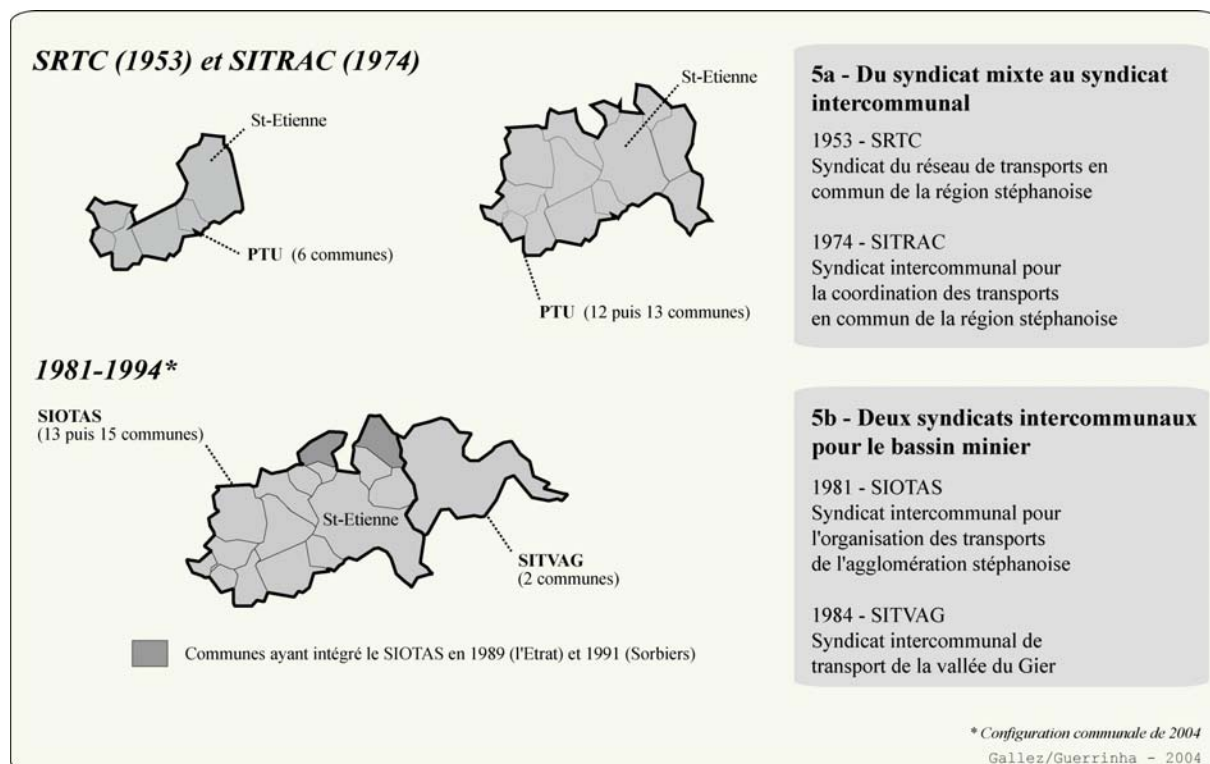 SRTC (1953) et SITRAC (1974)
St-Etienne
PTU (6 communes)
St-Etienne
PTU (12 puis 13 communes)
5a - Du syndicat mixte au syndicat
intercommunal
1953 - SRTC
Syndicat du réseau de transports en
commun de la région stéphanoise
1974 - SITRAC
Syndicat intercommunal pour
la coordination des transports
en commun de la région stéphanoise
1981-1994*
SIOTAS
(13 puis 15 communes)
St-Etienne
SITVAG
(2 communes)
Communes ayant intégré le SIOTAS en 1989 (l'Etrat) et 1991 (Sorbiers)
5b - Deux syndicats intercommunaux
pour le bassin minier
1981 - SIOTAS
Syndicat intercommunal pour
l'organisation des transports
de l'agglomération stéphanoise
1984 - SITVAG
Syndicat intercommunal de
transport de la vallée du Gier
* Configuration communale de 2004
Gallez/Guerrinha - 2004